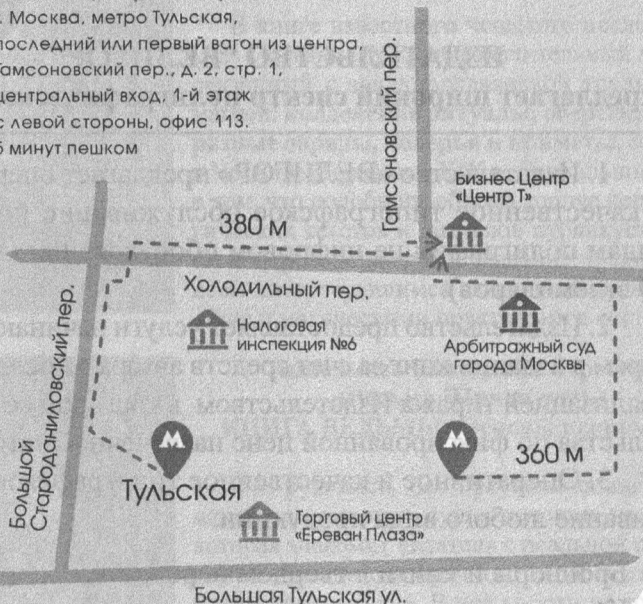 г. Москва, метро Тульская,
последний или первый вагон из центра,
Гамсоновский пер., д. 2, стр. 1,
центральный вход, 1-й этаж
с левой стороны, офис 113.
5 минут пешком
Гамсоновский пер.
Бизнес Центр
«Центр Т»
380 м
Холодильный пер.
Налоговая
инспекция №6
Арбитражный суд
города Москвы
Большой
Староданиловский пер.
М
Тульская
М
360 м
Торговый центр
«Ереван Плаза»
Большая Тульская ул.